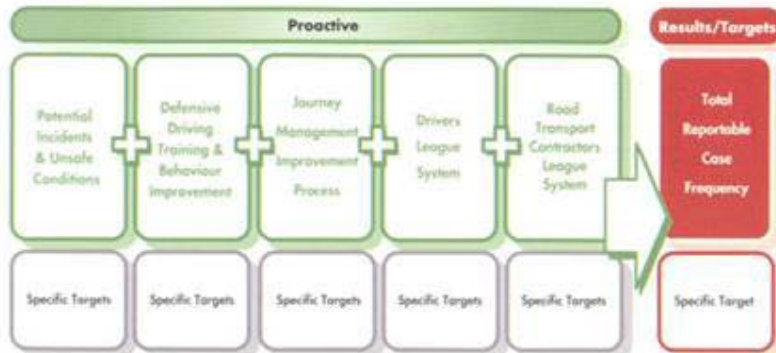 Proactive
Results/Targets
Potential
Incidents
& Unsafe
Conditions
Defensive
Driving
Training &
Behaviour
Improvement
Journey
Management
Improvement
Process
Drivers
League
System
Road
Transport
Contractors
League
System
Total
Reportable
Case
Frequency
Specific Targets
Specific Targets
Specific Targets
Specific Targets
Specific Targets
Specific Target